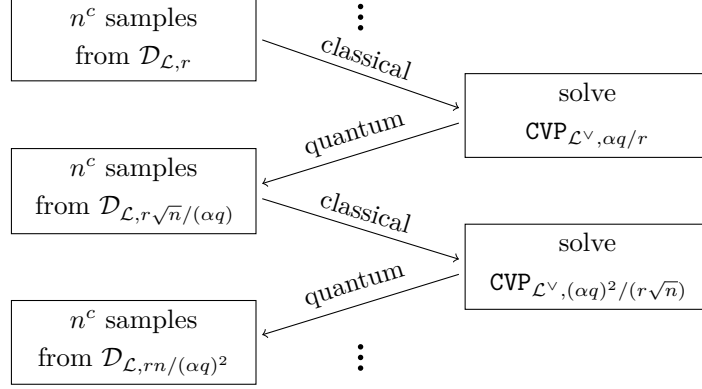 ⋮
n^c samples
from 𝒟_{ℒ,r}
classical
solve
CVP_{ℒ^∨,αq/r}
quantum
n^c samples
from 𝒟_{ℒ,r√n/(αq)}
classical
solve
CVP_{ℒ^∨,(αq)^2/(r√n)}
quantum
n^c samples
from 𝒟_{ℒ,rn/(αq)^2}
⋮